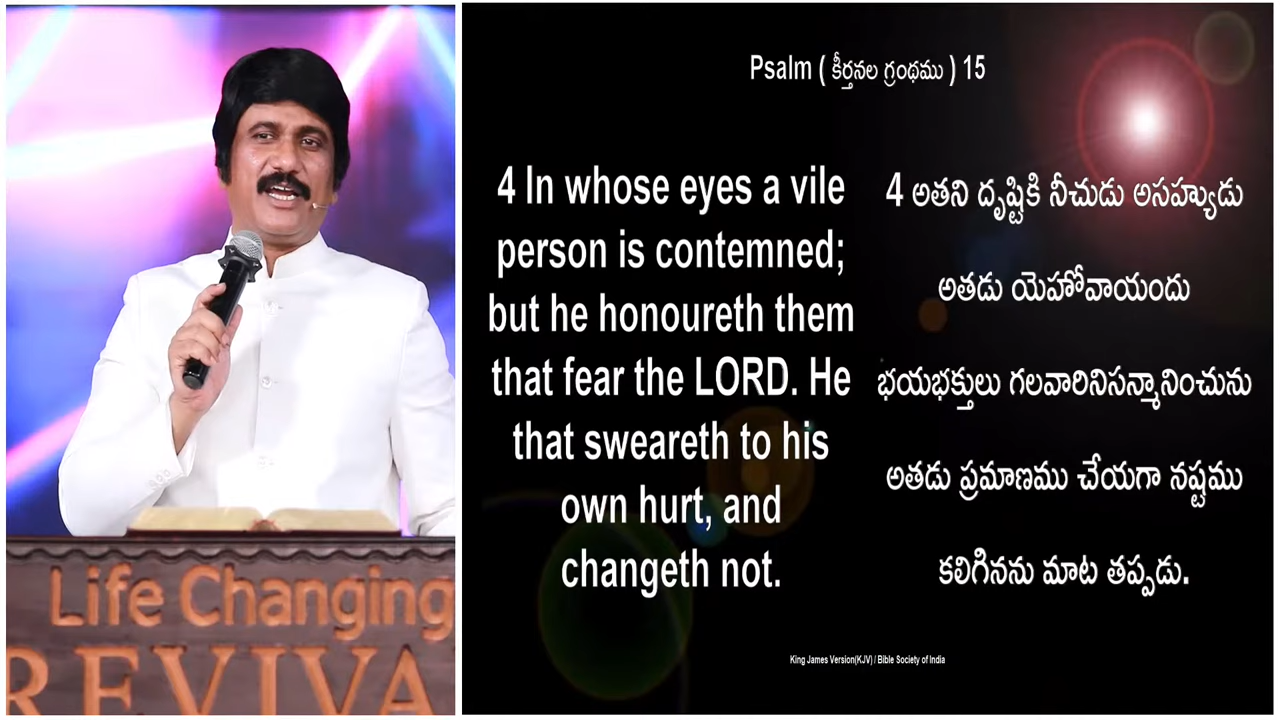 Life Changing
REVIVA
Psalm ( కీర్తనల గ్రంథము ) 15
4 In whose eyes a vile
person is contemned;
but he honoureth them
that fear the LORD. He
that sweareth to his
own hurt, and
changeth not.
4 అతని దృష్టికి నీచుడు అసహ్యుడు
అతడు యెహోవాయందు
భయభక్తులు గలవారినిసన్మానించును
అతడు ప్రమాణము చేయగా నష్టము
కలిగినను మాట తప్పడు.
King James Version(KJV) / Bible Society of India